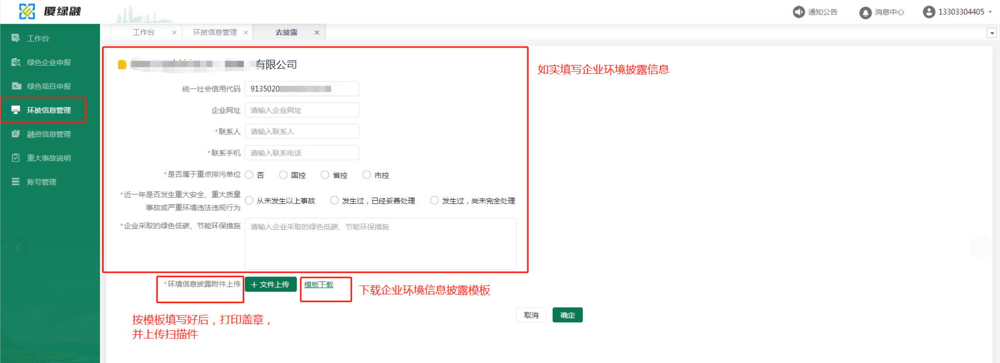 厦绿融
通知公告
消息中心
13303304405
工作台
环披信息管理
去披露
工作台
绿色企业申报
绿色项目申报
环披信息管理
融资信息管理
重大事故说明
账号管理
有限公司
如实填写企业环境披露信息
统一社会信用代码 9135020
企业网址 请输入企业网址
*联系人 请输入联系人
*联系手机 请输入联系电话
*是否属于重点排污单位 否 国控 省控 市控
*近一年是否发生重大安全、重大质量
事故或严重环境违法违规行为
从未发生以上事故 发生过，已经妥善处理 发生过，尚未完全处理
*企业采取的绿色低碳、节能环保措施 请输入企业采取的绿色低碳、节能环保措施
*环境信息披露附件上传 +文件上传 模板下载
下载企业环境信息披露模板
取消 确定
按模板填写好后，打印盖章，
并上传扫描件